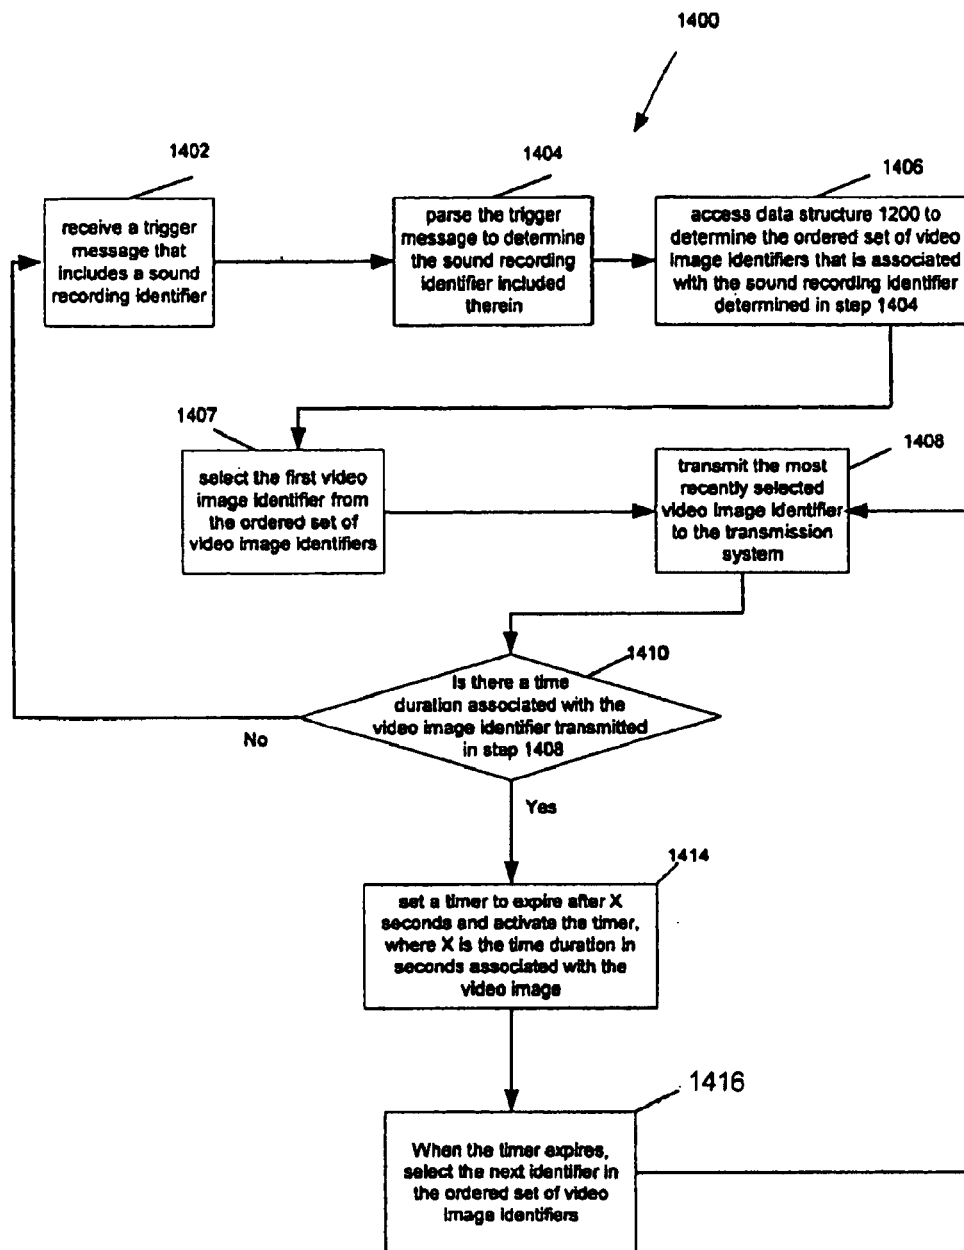 1400
1402
receive a trigger
message that
includes a sound
recording identifier
1404
parse the trigger
message to determine
the sound recording
identifier included
therein
1406
access data structure 1200 to
determine the ordered set of video
image identifiers that is associated
with the sound recording identifier
determined in step 1404
1407
select the first video
image identifier from
the ordered set of
video image identifiers
1408
transmit the most
recently selected
video image identifier
to the transmission
system
1410
Is there a time
duration associated with the
video image identifier transmitted
in step 1408
No
Yes
1414
set a timer to expire after X
seconds and activate the timer,
where X is the time duration in
seconds associated with the
video image
1416
When the timer expires,
select the next identifier in
the ordered set of video
image identifiers